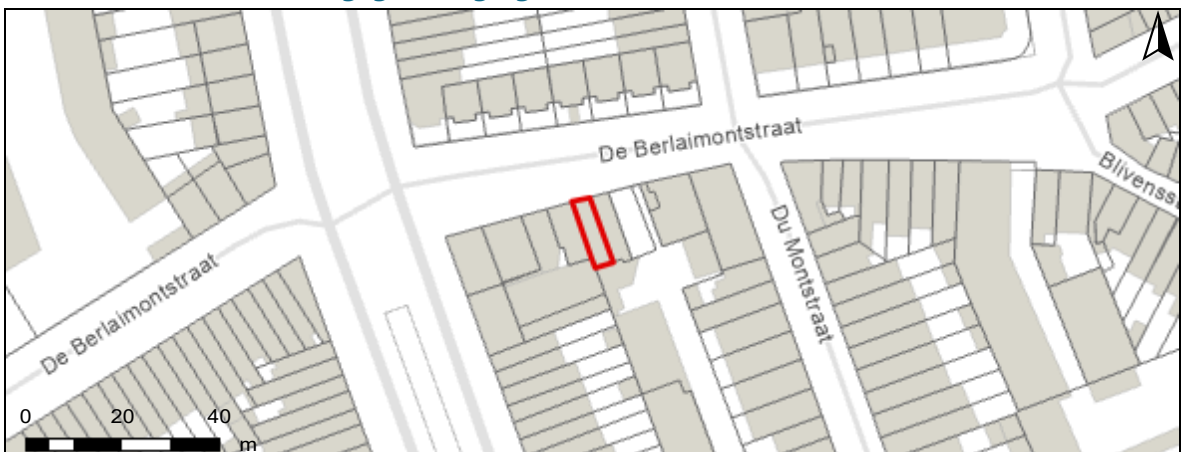 De Berlaimontstraat
Blivenss
Du Montstraat
De Berlaimontstraat
0 20 40
m